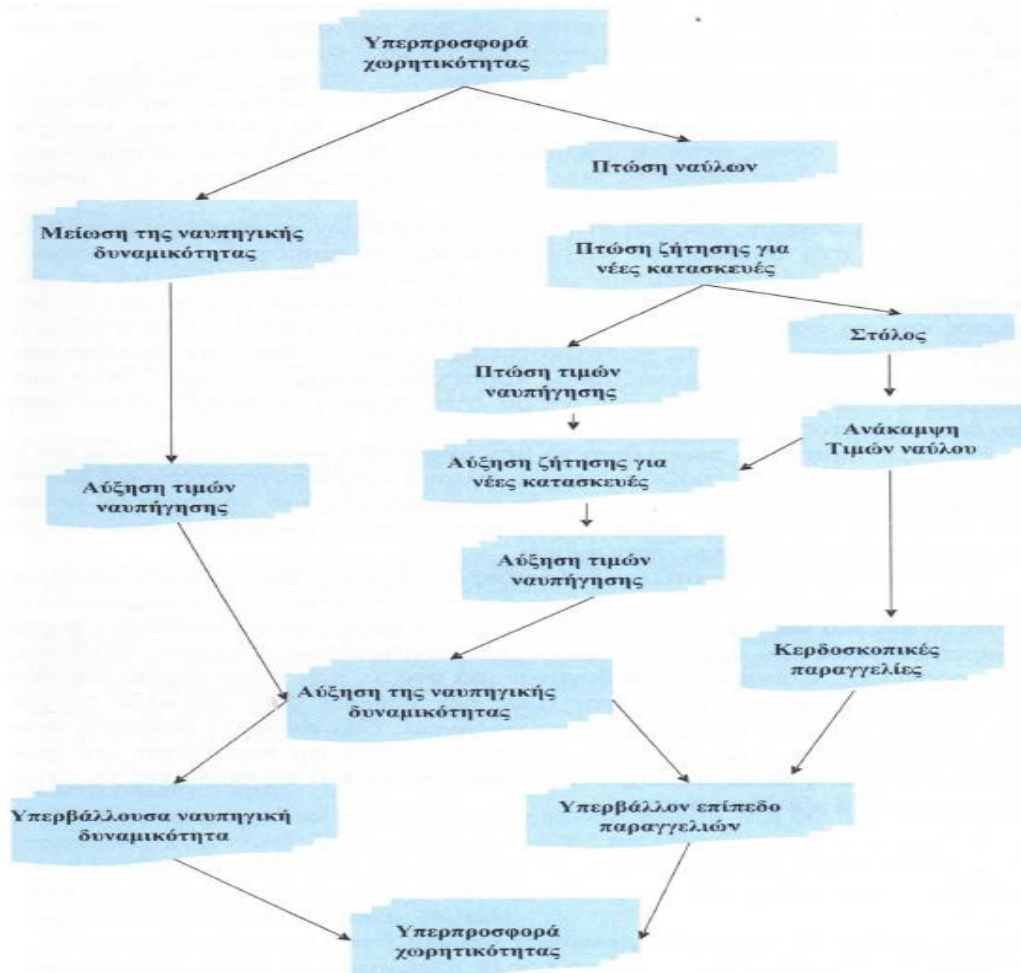 Υπερπροσφορά
χωρητικότητας
Πτώση ναύλων
Μείωση της ναυπηγικής
δυναμικότητας
Πτώση ζήτησης για
νέες κατασκευές
Στόλος
Πτώση τιμών
ναυπήγησης
Ανάκαμψη
Τιμών ναύλου
Αύξηση ζήτησης για
νέες κατασκευές
Αύξηση τιμών
ναυπήγησης
Αύξηση τιμών
ναυπήγησης
Κερδοσκοπικές
παραγγελίες
Αύξηση της ναυπηγικής
δυναμικότητας
Υπερβάλλουσα ναυπηγική
δυναμικότητα
Υπερβάλλον επίπεδο
παραγγελιών
Υπερπροσφορά
χωρητικότητας